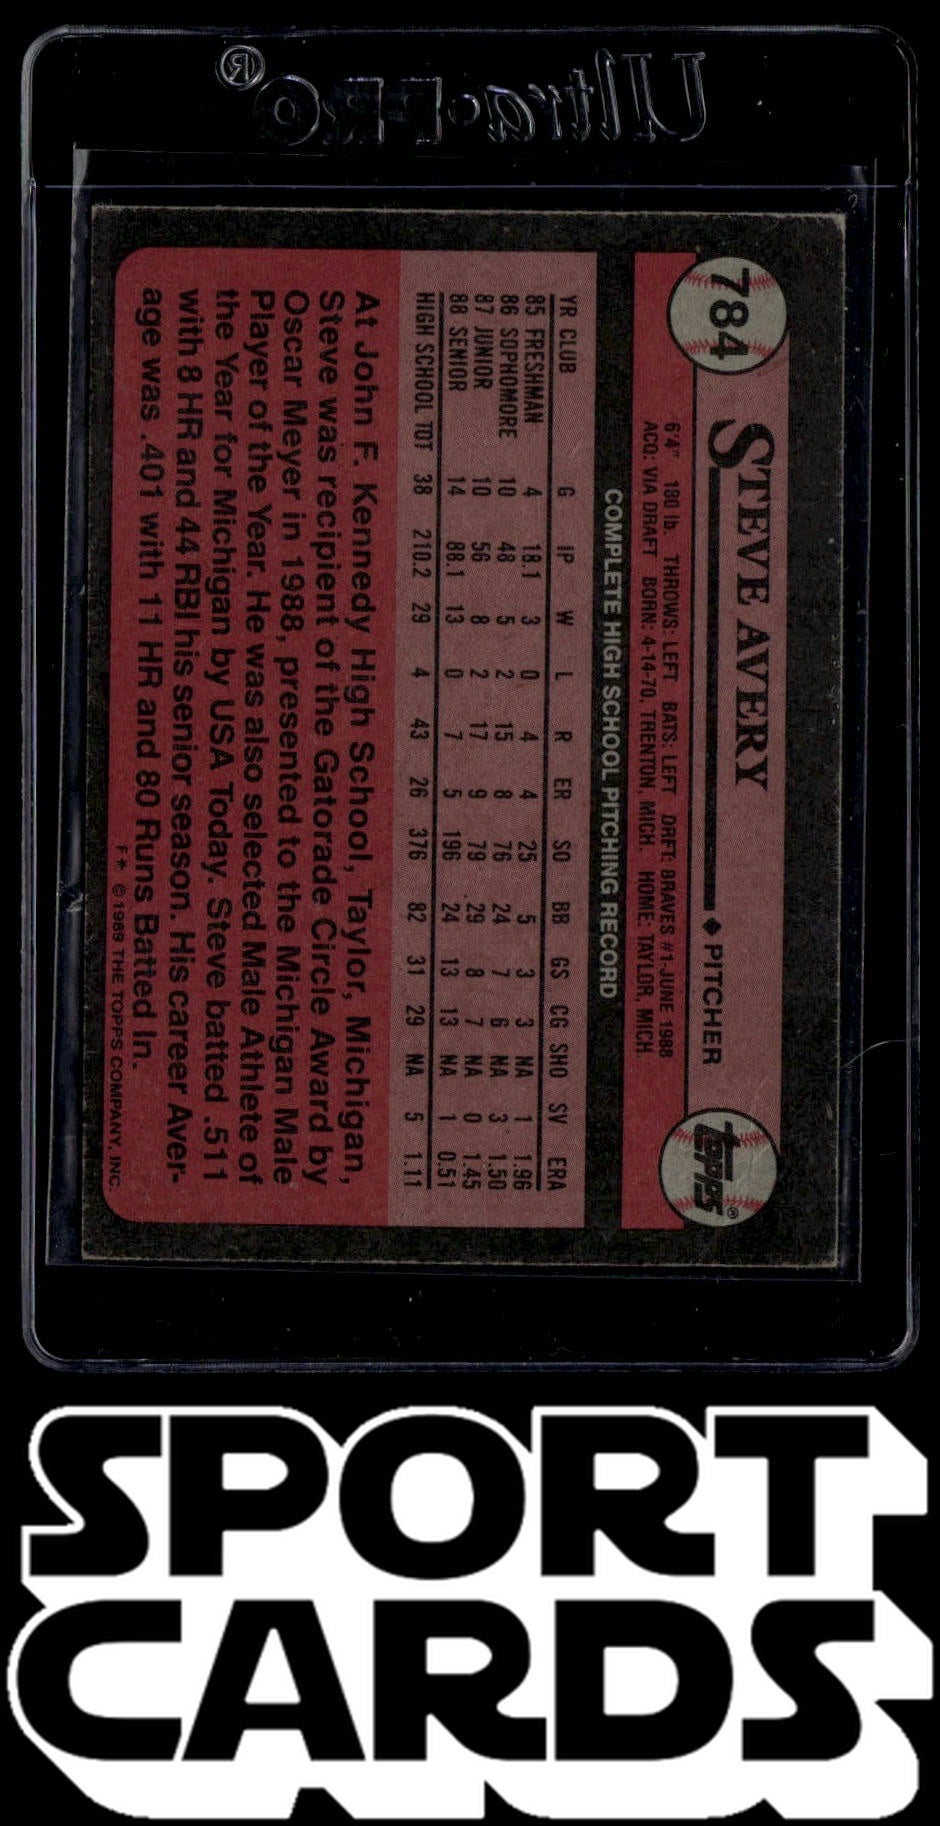 Ultra•PRO®
784
STEVE AVERY
◆ PITCHER
topps®
6'4" 180 lb. THROWS: LEFT BATS: LEFT DRFT: BRAVES #1-JUNE 1988
ACQ: VIA DRAFT BORN: 4-14-70, TRENTON, MICH. HOME: TAYLOR, MICH.
COMPLETE HIGH SCHOOL PITCHING RECORD
YR CLUB G IP W L R ER SO BB GS CG SHO SV ERA
85 FRESHMAN 4 18.1 3 0 4 4 25 5 3 3 NA 1 1.96
86 SOPHOMORE 10 48 5 2 15 8 76 24 7 6 NA 3 1.50
87 JUNIOR 10 56 8 2 17 9 79 29 8 7 NA 0 1.45
88 SENIOR 14 88.1 13 0 7 5 196 24 13 13 NA 1 0.51
HIGH SCHOOL TOT 38 210.2 29 4 43 26 376 82 31 29 NA 5 1.11
At John F. Kennedy High School, Taylor, Michigan,
Steve was recipient of the Gatorade Circle Award by
Oscar Meyer in 1988, presented to the Michigan Male
Player of the Year. He was also selected Male Athlete of
the Year for Michigan by USA Today. Steve batted .511
with 8 HR and 44 RBI his senior season. His career Aver-
age was .401 with 11 HR and 80 Runs Batted In.
F* ©1989 THE TOPPS COMPANY, INC.
SPORT
CARDS